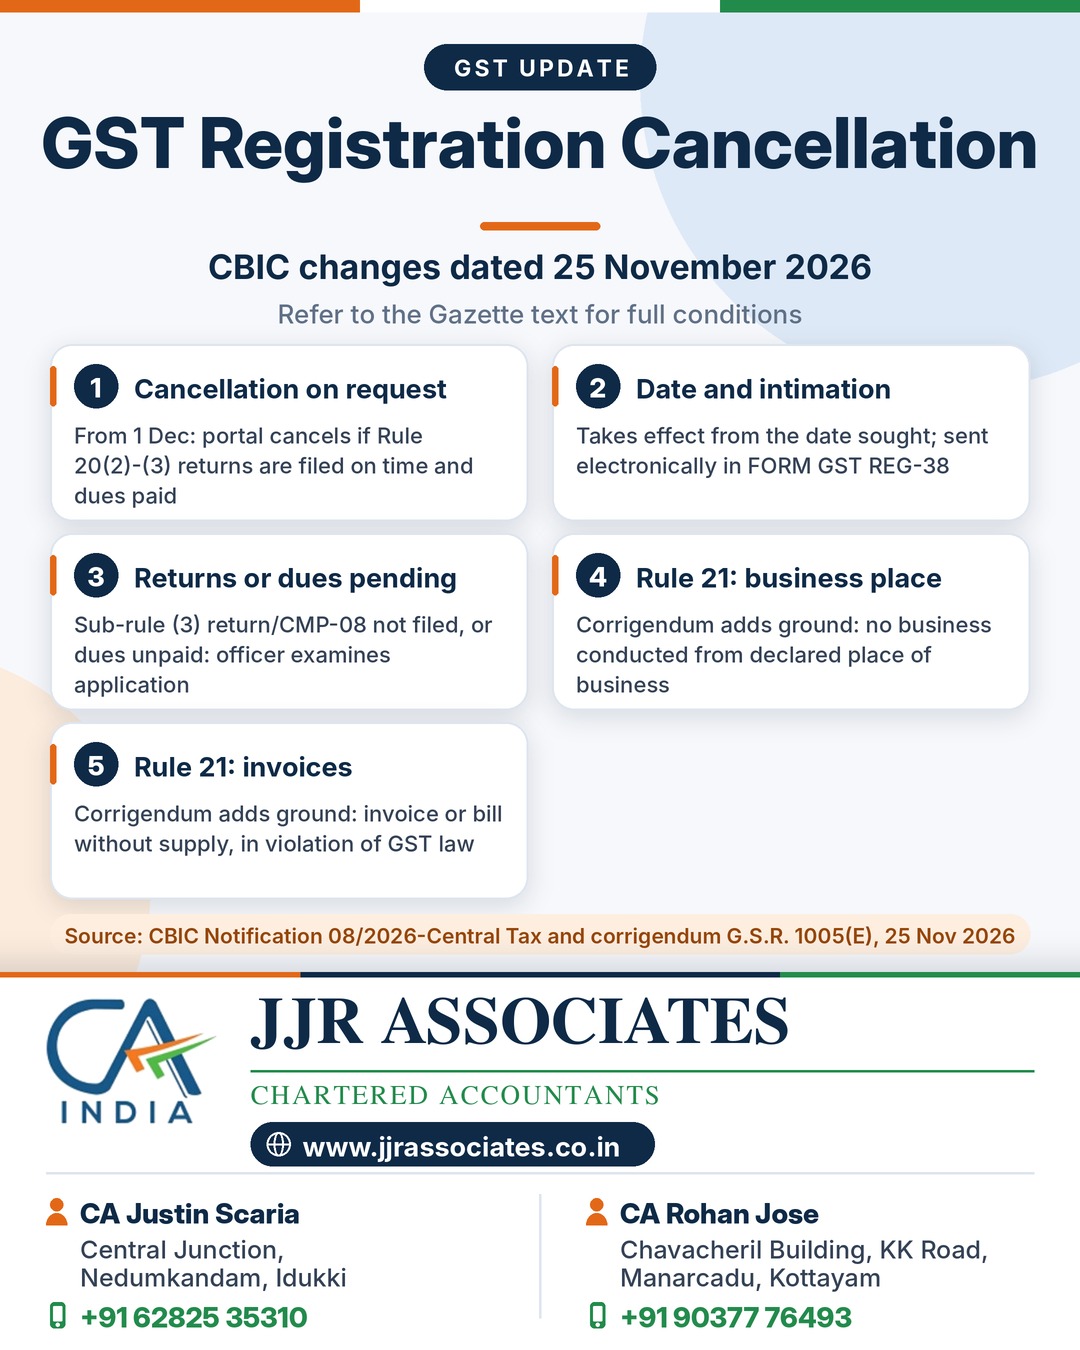 GST UPDATE
GST Registration Cancellation
CBIC changes dated 25 November 2026
Refer to the Gazette text for full conditions
1 Cancellation on request
From 1 Dec: portal cancels if Rule
20(2)-(3) returns are filed on time and
dues paid
2 Date and intimation
Takes effect from the date sought; sent
electronically in FORM GST REG-38
3 Returns or dues pending
Sub-rule (3) return/CMP-08 not filed, or
dues unpaid: officer examines
application
4 Rule 21: business place
Corrigendum adds ground: no business
conducted from declared place of
business
5 Rule 21: invoices
Corrigendum adds ground: invoice or bill
without supply, in violation of GST law
Source: CBIC Notification 08/2026-Central Tax and corrigendum G.S.R. 1005(E), 25 Nov 2026
CA
INDIA
JJR ASSOCIATES
CHARTERED ACCOUNTANTS
www.jjrassociates.co.in
CA Justin Scaria
Central Junction,
Nedumkandam, Idukki
+91 62825 35310
CA Rohan Jose
Chavacheril Building, KK Road,
Manarcadu, Kottayam
+91 90377 76493